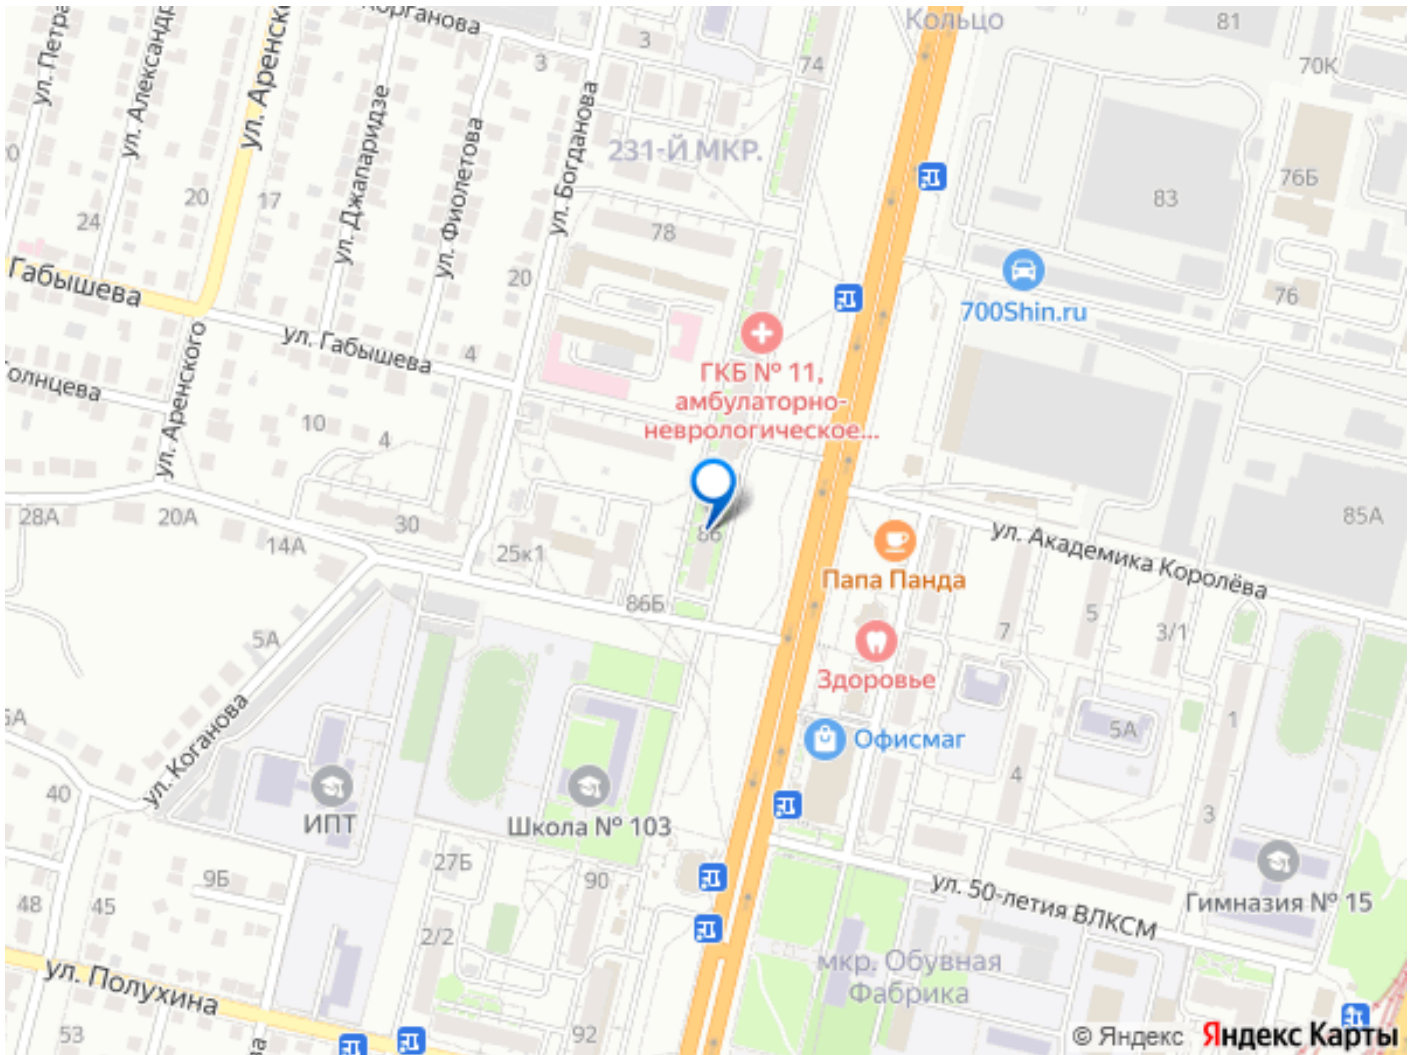 Корганова
Кольцо
81
ул. Петра
ул. Александр
ул. Аренск
3
3
74
70К
ул. Джапаридзе
ул. Фиолетова
ул. Богданова
231-Й МКР.
20
17
83
76Б
24
78
20
76
Габышева
700Shin.ru
ул. Габышева
4
ГКБ № 11,
амбулаторно-
неврологическое...
олнцева
ул. Аренского
10
4
28А
20А
30
14А
25к1
86
85А
ул. Академика Королёва
Папа Панда
86Б
5А
7
5
3/1
Здоровье
ул. Коганова
1
5А
Офисмаг
4
40
ИПТ
Школа № 103
3
27Б
9Б
90
48
45
ул. 50-летия ВЛКСМ
Гимназия № 15
2/2
мкр. Обувная
Фабрика
ул. Полухина
53
92
© Яндекс Яндекс Карты